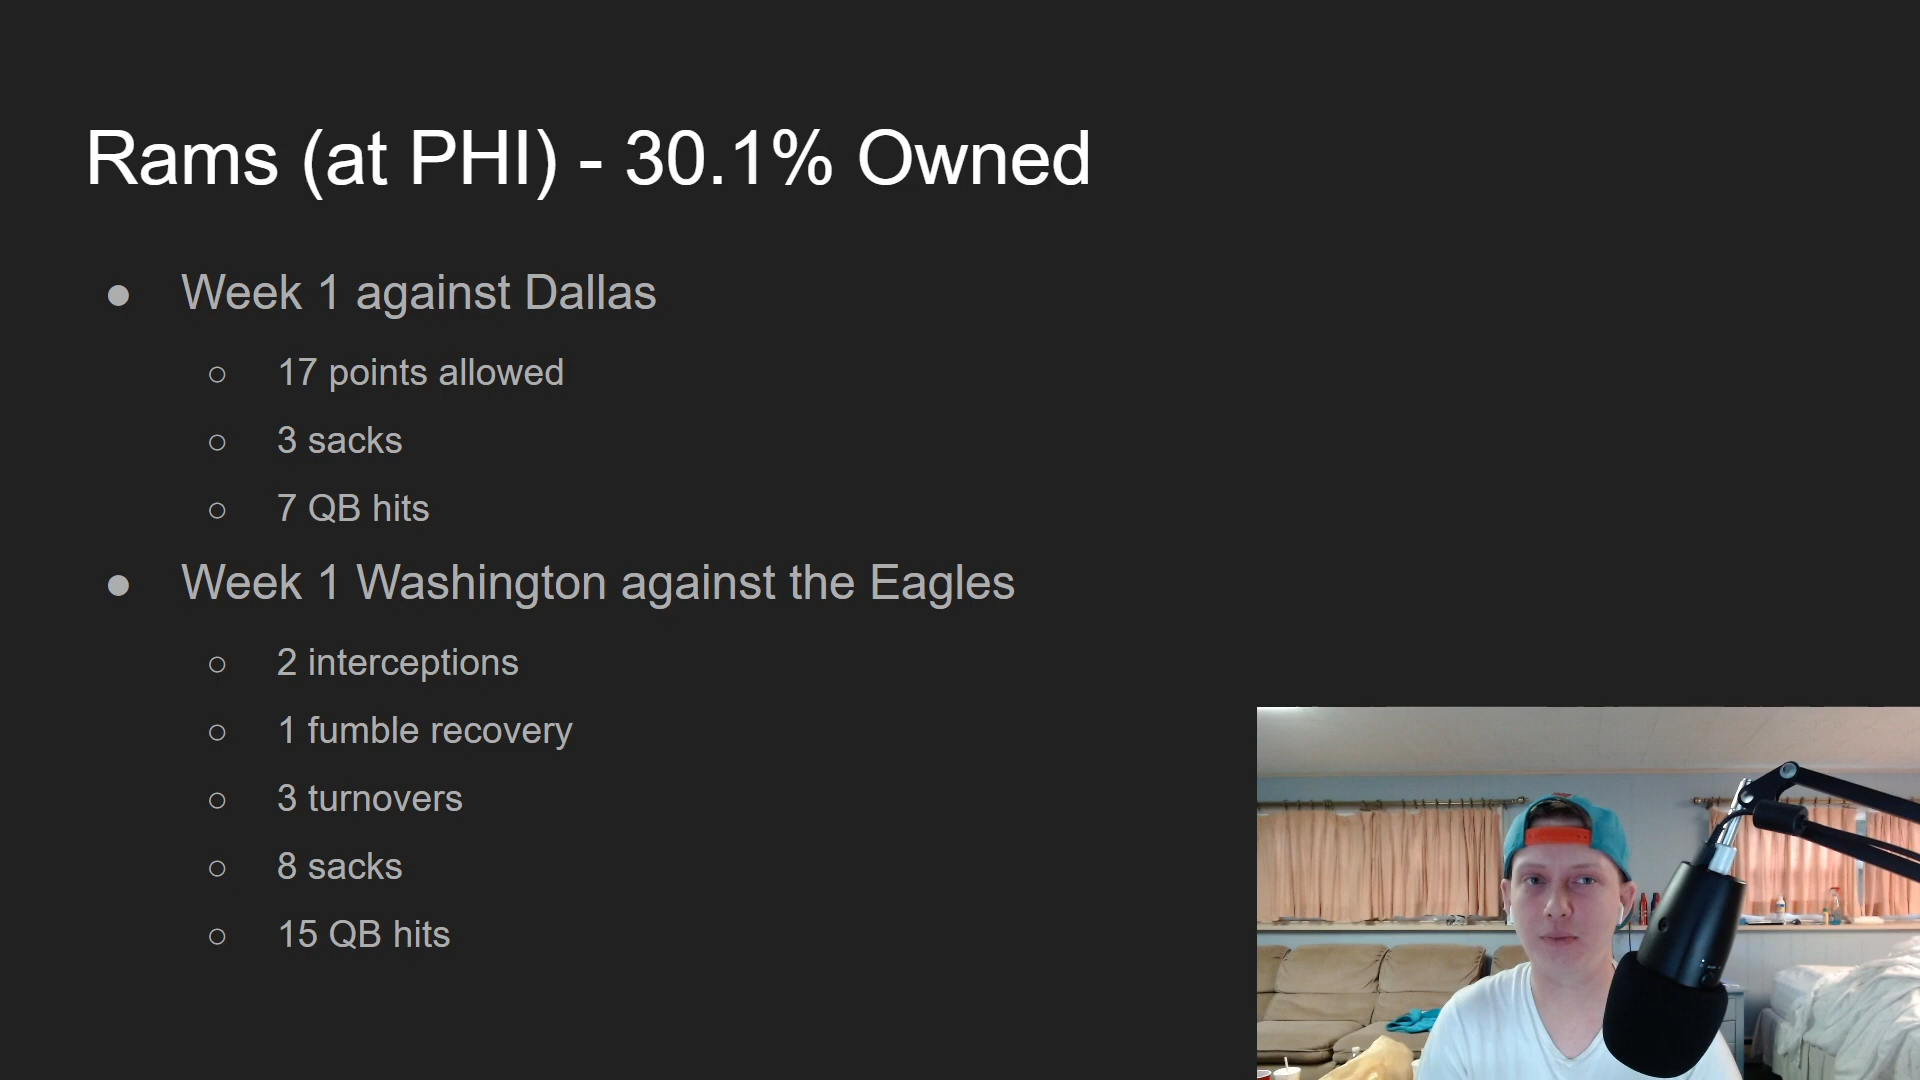 Rams (at PHI) - 30.1% Owned
● Week 1 against Dallas
○ 17 points allowed
○ 3 sacks
○ 7 QB hits
● Week 1 Washington against the Eagles
○ 2 interceptions
○ 1 fumble recovery
○ 3 turnovers
○ 8 sacks
○ 15 QB hits